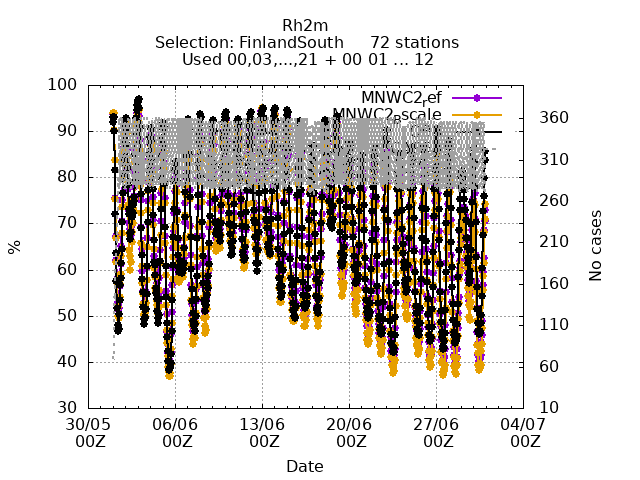 Rh2m
Selection: FinlandSouth 72 stations
Used 00,03,...,21 + 00 01 ... 12
MNWC2ref
MNWC2pscale
%
No cases
100
90
80
70
60
50
40
30
360
310
260
210
160
110
60
10
30/05 06/06 13/06 20/06 27/06 04/07
00Z 00Z 00Z 00Z 00Z 00Z
Date